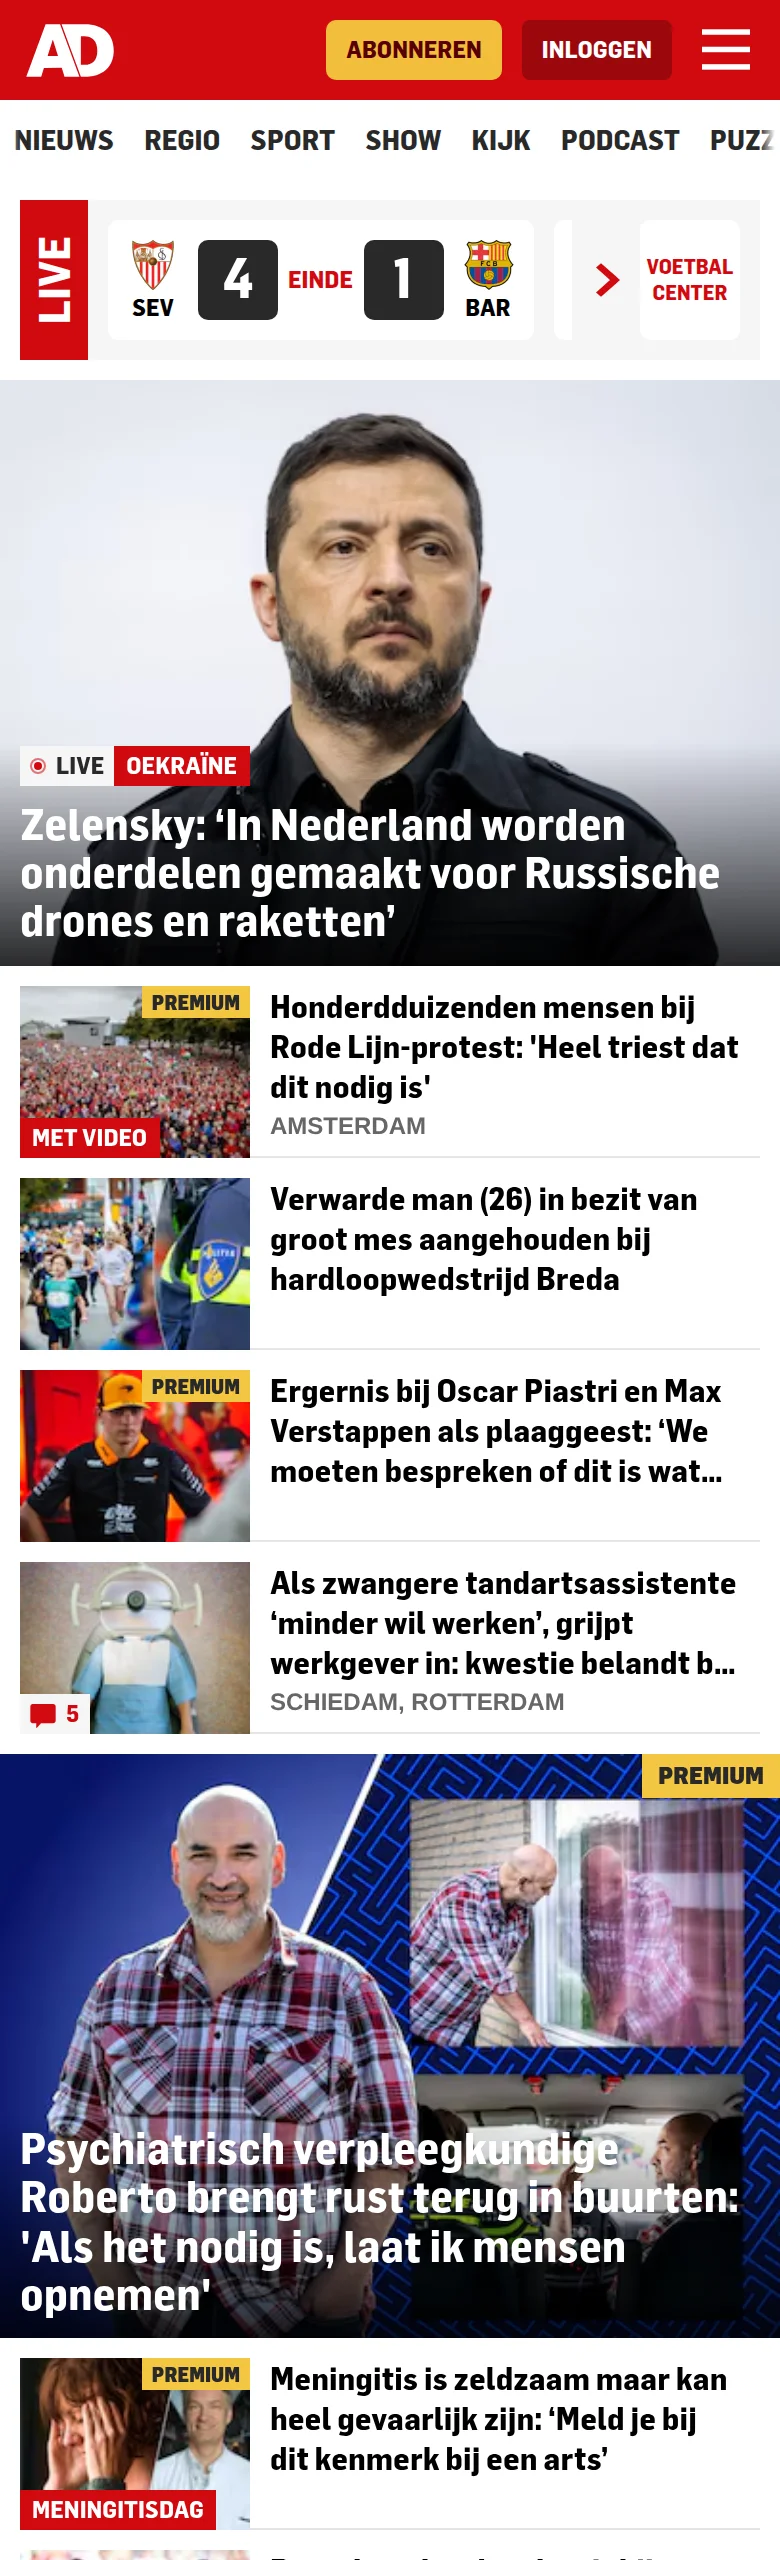 AD
ABONNEREN
INLOGGEN
NIEUWS REGIO SPORT SHOW KIJK PODCAST PUZZ
LIVE
SEV
4
EINDE
1
FCB
BAR
VOETBAL
CENTER
LIVE
OEKRAÏNE
Zelensky: ‘In Nederland worden
onderdelen gemaakt voor Russische
drones en raketten’
PREMIUM
MET VIDEO
Honderdduizenden mensen bij
Rode Lijn-protest: 'Heel triest dat
dit nodig is'
AMSTERDAM
Verwarde man (26) in bezit van
groot mes aangehouden bij
hardloopwedstrijd Breda
PREMIUM
Ergernis bij Oscar Piastri en Max
Verstappen als plaaggeest: ‘We
moeten bespreken of dit is wat...
5
Als zwangere tandartsassistente
‘minder wil werken’, grijpt
werkgever in: kwestie belandt b...
SCHIEDAM, ROTTERDAM
PREMIUM
Psychiatrisch verpleegkundige
Roberto brengt rust terug in buurten:
'Als het nodig is, laat ik mensen
opnemen'
PREMIUM
MENINGITISDAG
Meningitis is zeldzaam maar kan
heel gevaarlijk zijn: ‘Meld je bij
dit kenmerk bij een arts’